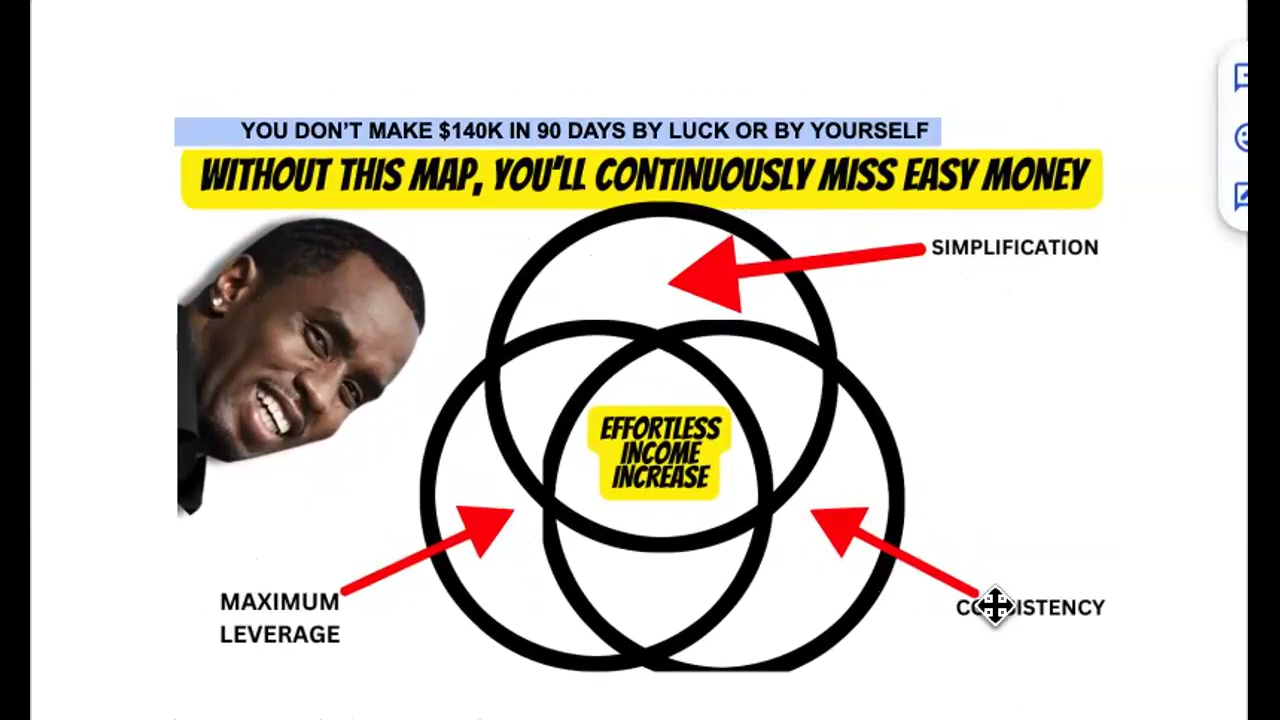 YOU DON'T MAKE $140K IN 90 DAYS BY LUCK OR BY YOURSELF
WITHOUT THIS MAP, YOU'LL CONTINUOUSLY MISS EASY MONEY
SIMPLIFICATION
EFFORTLESS
INCOME
INCREASE
MAXIMUM
LEVERAGE